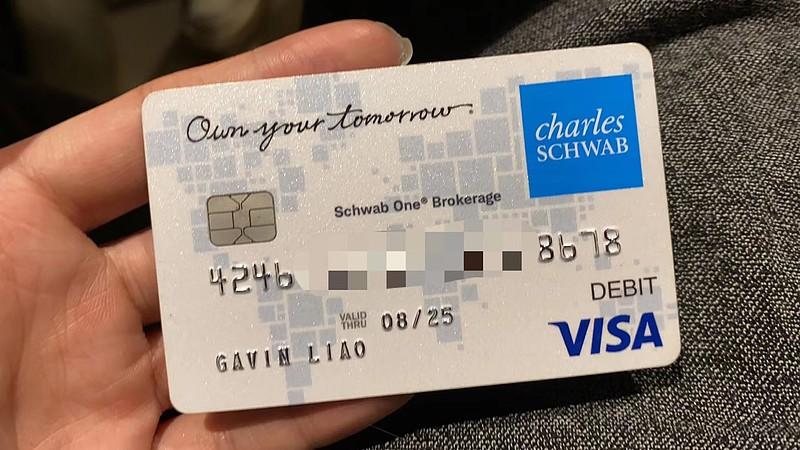 Own your tomorrow.
charles
SCHWAB
Schwab One® Brokerage
4246 8678
DEBIT
VALID
THRU 08/25
VISA
GAVIN LIAO